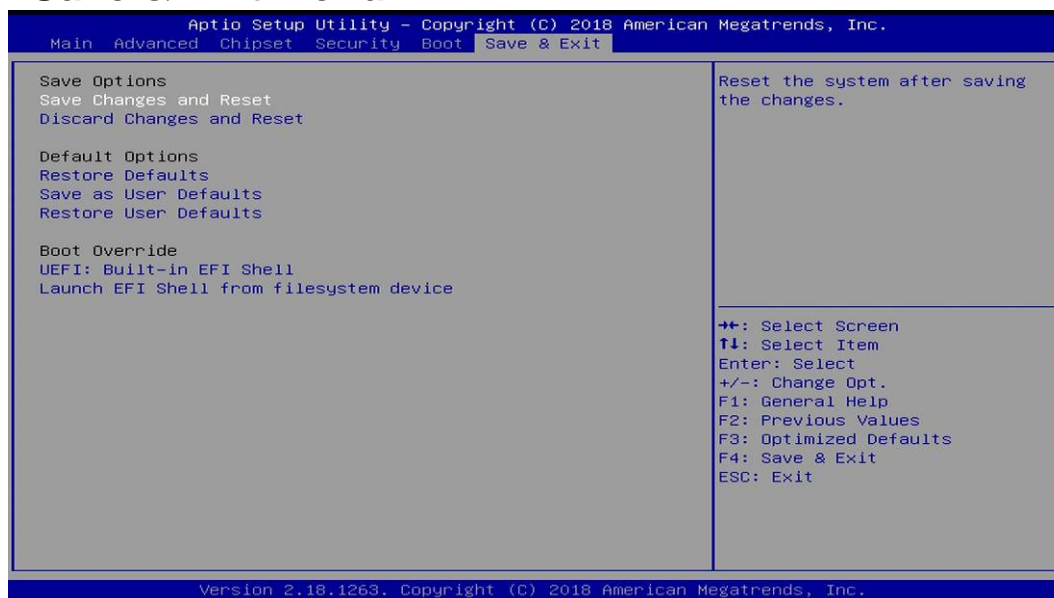 Aptio Setup Utility – Copyright (C) 2018 American Megatrends, Inc.
Main Advanced Chipset Security Boot Save & Exit
Save Options
Save Changes and Reset
Discard Changes and Reset
Default Options
Restore Defaults
Save as User Defaults
Restore User Defaults
Boot Override
UEFI: Built-in EFI Shell
Launch EFI Shell from filesystem device
Reset the system after saving
the changes.
→←: Select Screen
↑↓: Select Item
Enter: Select
+/-: Change Opt.
F1: General Help
F2: Previous Values
F3: Optimized Defaults
F4: Save & Exit
ESC: Exit
Version 2.18.1263. Copyright (C) 2018 American Megatrends, Inc.